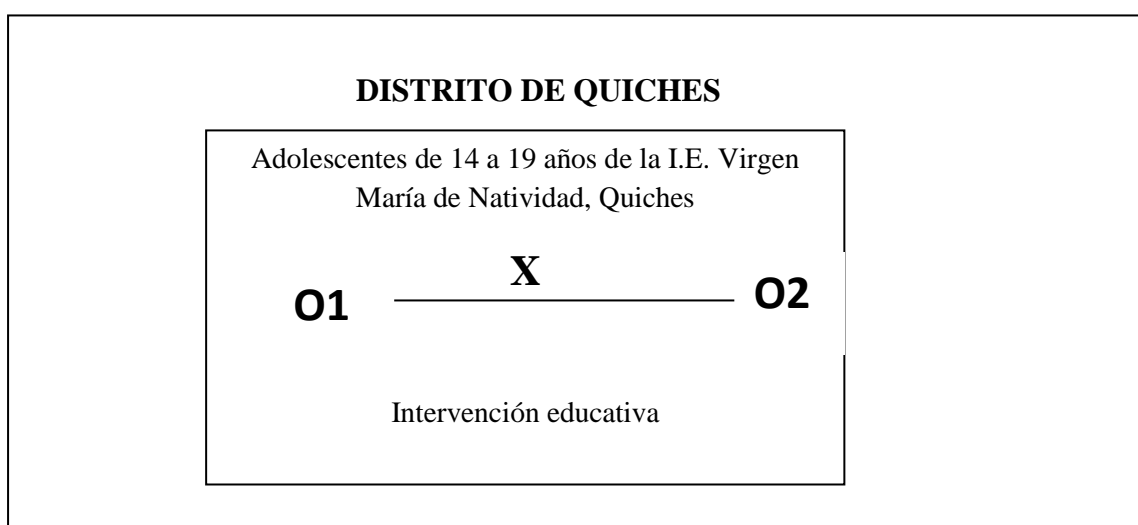 DISTRITO DE QUICHES
Adolescentes de 14 a 19 años de la I.E. Virgen
María de Natividad, Quiches
X
O1 O2
Intervención educativa